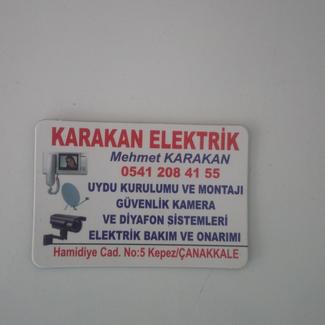 KARAKAN ELEKTRİK
Mehmet KARAKAN
0541 208 41 55
UYDU KURULUMU VE MONTAJI
GÜVENLİK KAMERA
VE DİYAFON SİSTEMLERİ
ELEKTRİK BAKIM VE ONARIMI
Hamidiye Cad. No:5 Kepez/ÇANAKKALE